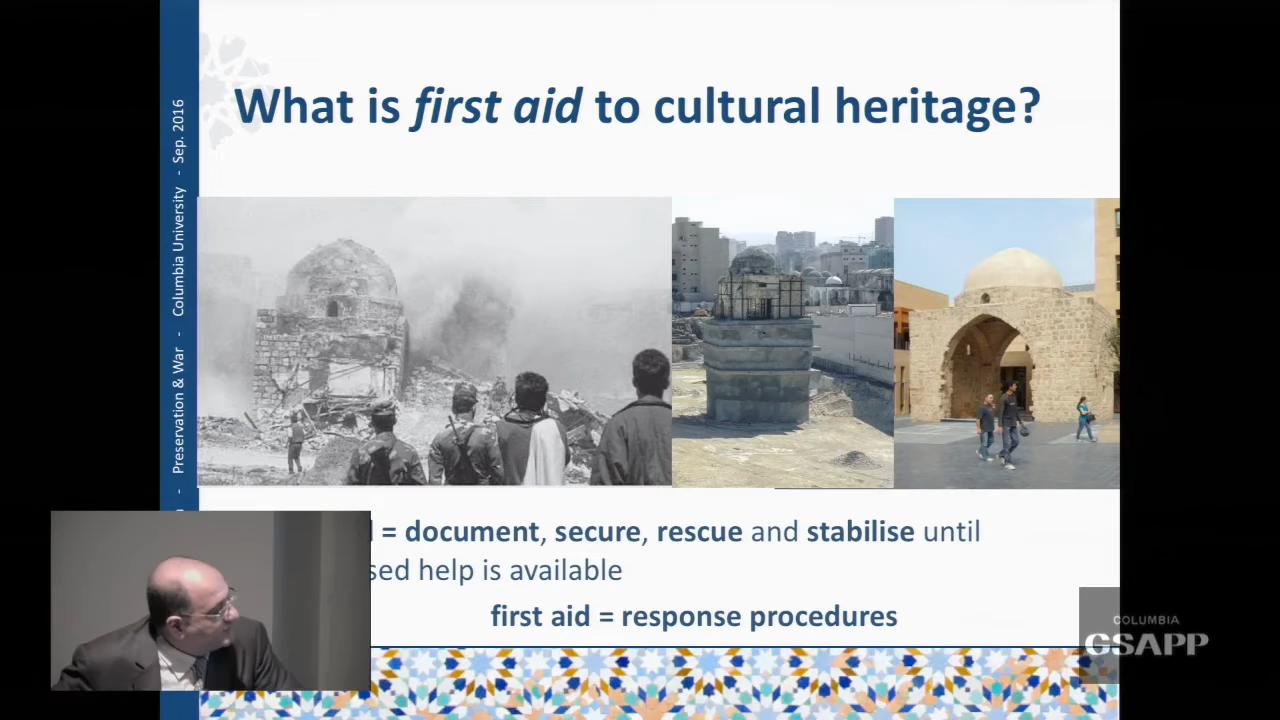 What is first aid to cultural heritage?
Preservation & War - Columbia University - Sep. 2016
= document, secure, rescue and stabilise until
help is available
first aid = response procedures
COLUMBIA
GSAPP